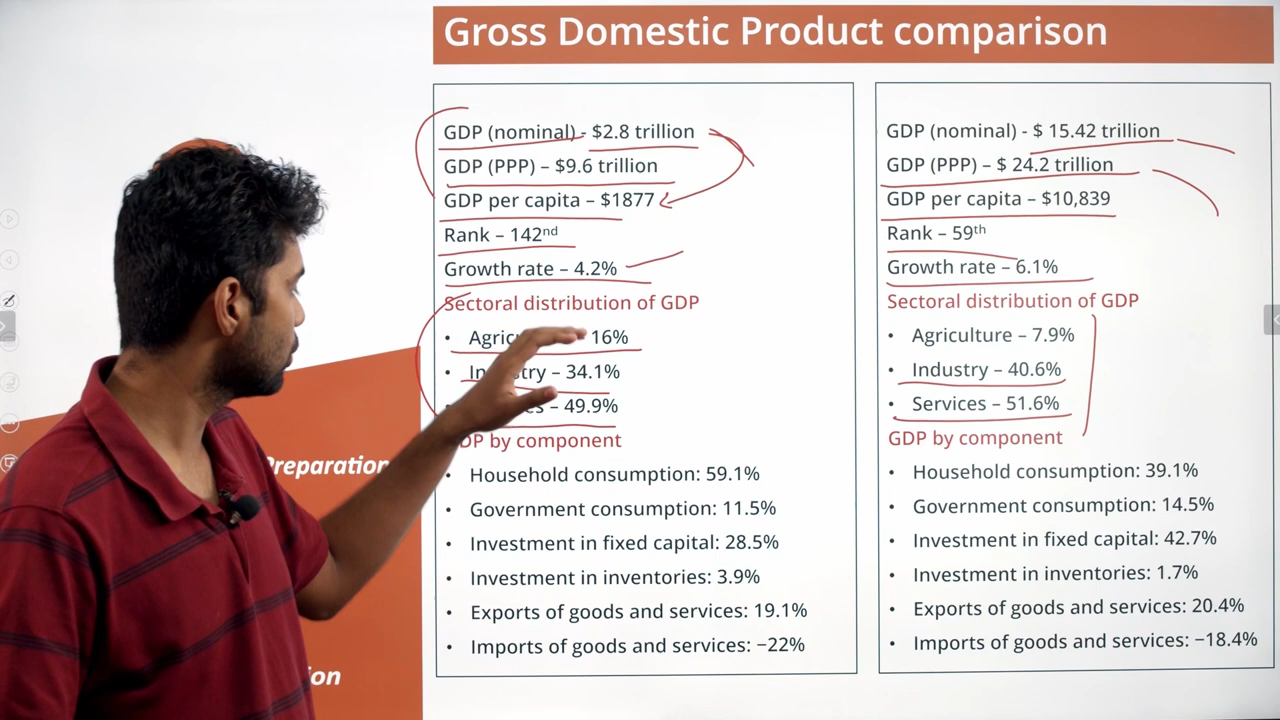 Gross Domestic Product comparison
GDP (nominal) - $2.8 trillion
GDP (PPP) – $9.6 trillion
GDP per capita – $1877
Rank – 142nd
Growth rate – 4.2%
Sectoral distribution of GDP
• 16%
• – 34.1%
– 49.9%
by component
• Household consumption: 59.1%
• Government consumption: 11.5%
• Investment in fixed capital: 28.5%
• Investment in inventories: 3.9%
• Exports of goods and services: 19.1%
• Imports of goods and services: −22%
GDP (nominal) - $ 15.42 trillion
GDP (PPP) – $ 24.2 trillion
GDP per capita – $10,839
Rank – 59th
Growth rate – 6.1%
Sectoral distribution of GDP
• Agriculture – 7.9%
• Industry – 40.6%
• Services – 51.6%
GDP by component
• Household consumption: 39.1%
• Government consumption: 14.5%
• Investment in fixed capital: 42.7%
• Investment in inventories: 1.7%
• Exports of goods and services: 20.4%
• Imports of goods and services: −18.4%
Preparation